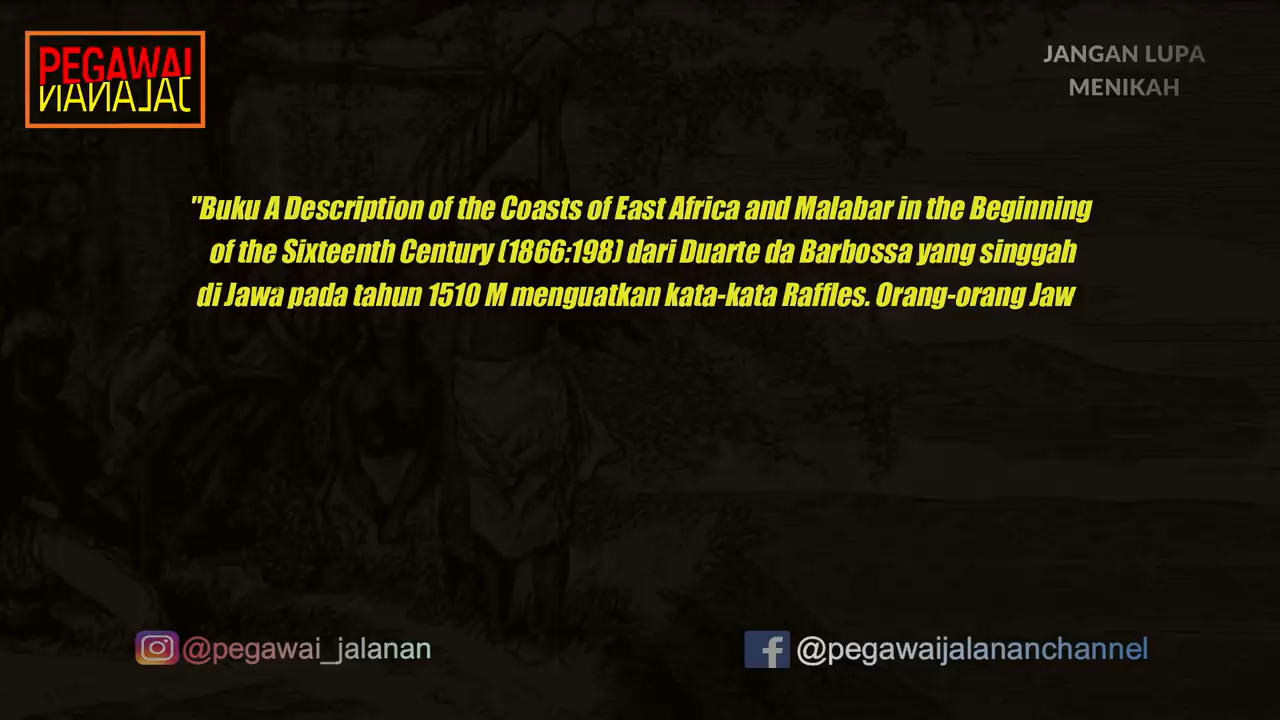 PEGAWAI
JALANAN
JANGAN LUPA
MENIKAH
"Buku A Description of the Coasts of East Africa and Malabar in the Beginning
of the Sixteenth Century (1866:198) dari Duarte da Barbossa yang singgah
di Jawa pada tahun 1510 M menguatkan kata-kata Raffles. Orang-orang Jaw
@pegawai_jalanan
@pegawaijalananchannel